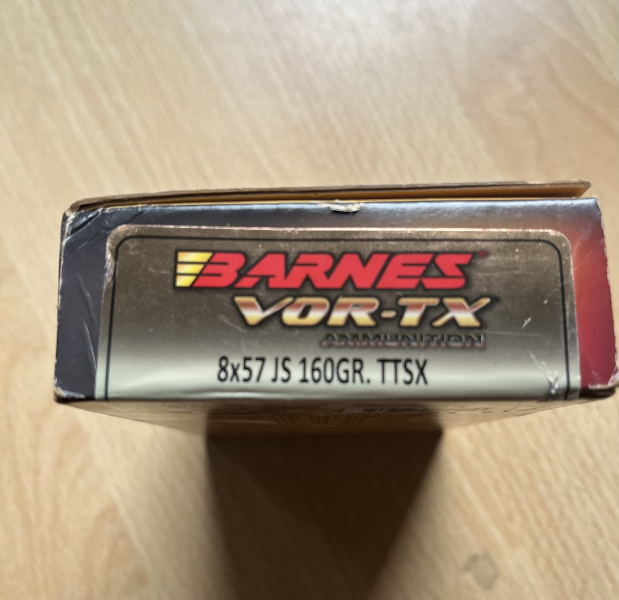 BARNES
VOR-TX
AMMUNITION
8x57 JS 160GR. TTSX